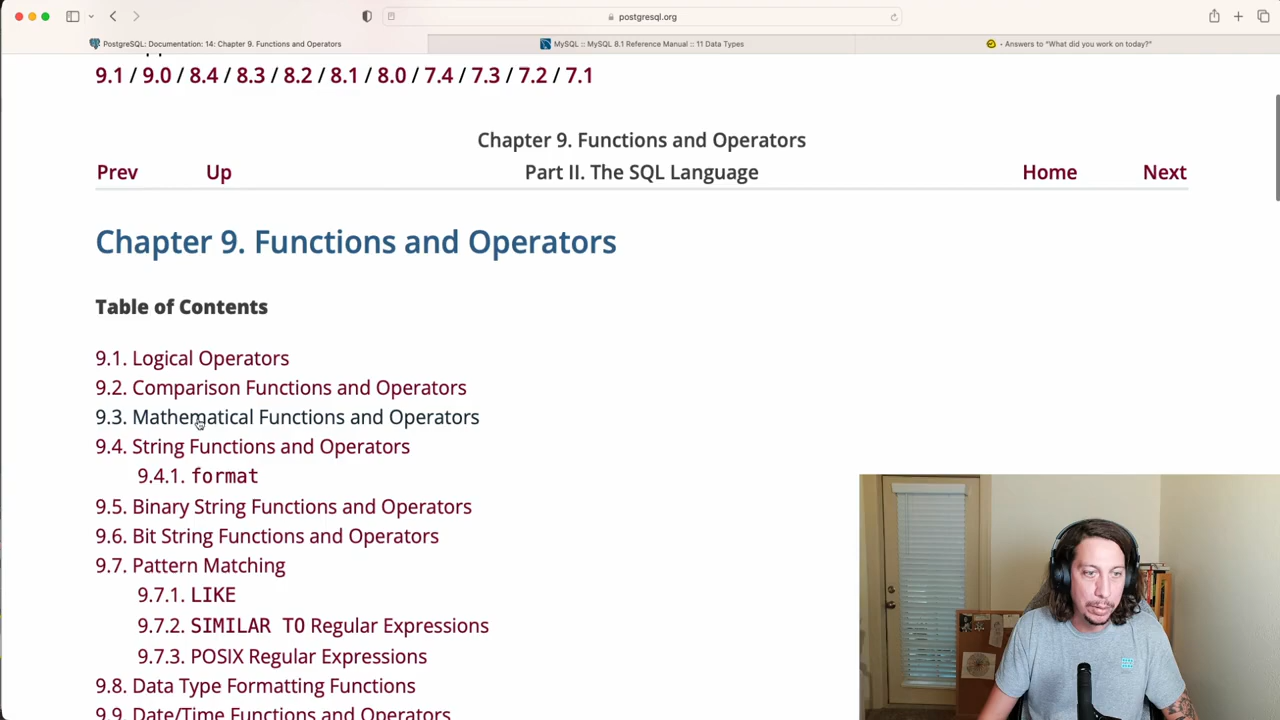 postgresql.org
PostgreSQL: Documentation: 14: Chapter 9. Functions and Operators
MySQL :: MySQL 8.1 Reference Manual :: 11 Data Types
- Answers to "What did you work on today?"
9.1 / 9.0 / 8.4 / 8.3 / 8.2 / 8.1 / 8.0 / 7.4 / 7.3 / 7.2 / 7.1
Chapter 9. Functions and Operators
Prev Up Part II. The SQL Language Home Next
Chapter 9. Functions and Operators
Table of Contents
9.1. Logical Operators
9.2. Comparison Functions and Operators
9.3. Mathematical Functions and Operators
9.4. String Functions and Operators
9.4.1. format
9.5. Binary String Functions and Operators
9.6. Bit String Functions and Operators
9.7. Pattern Matching
9.7.1. LIKE
9.7.2. SIMILAR TO Regular Expressions
9.7.3. POSIX Regular Expressions
9.8. Data Type Formatting Functions
9.9. Date/Time Functions and Operators